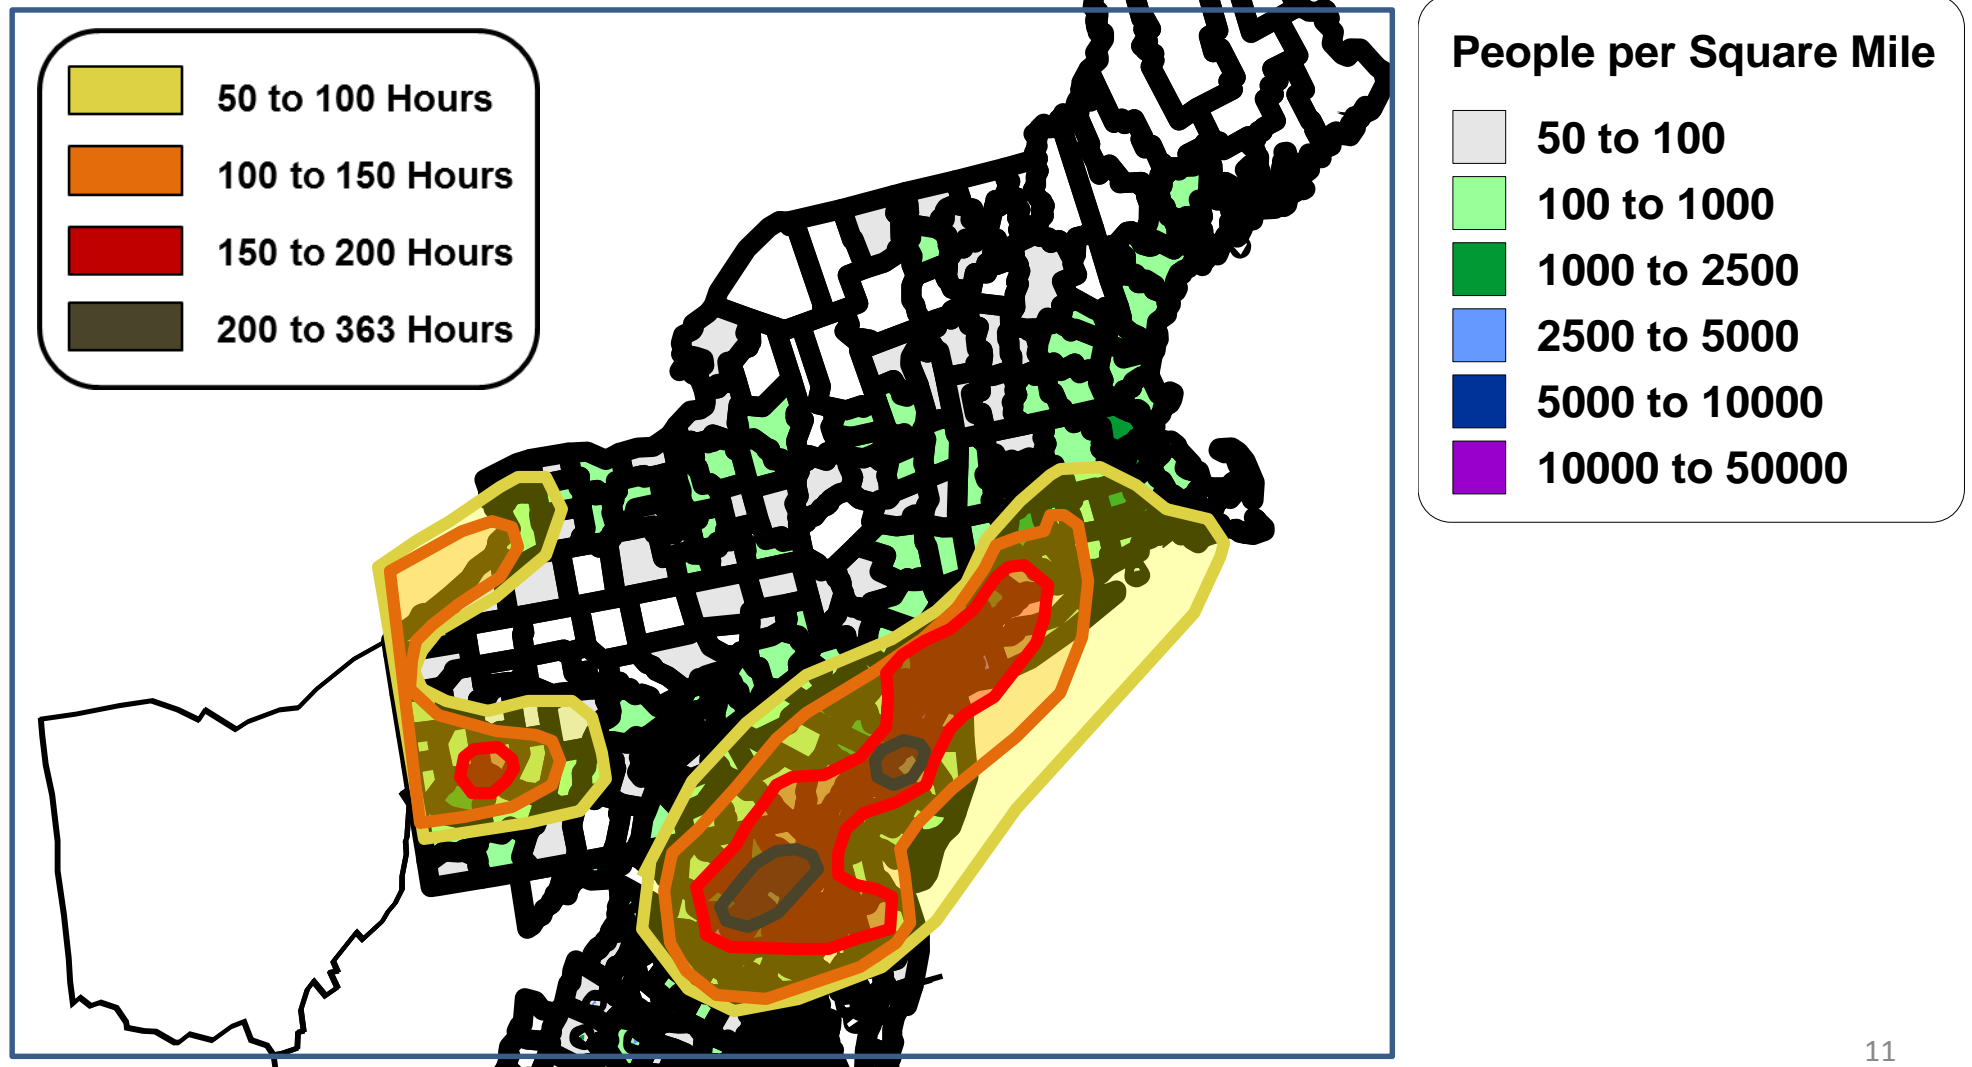 50 to 100 Hours
100 to 150 Hours
150 to 200 Hours
200 to 363 Hours
People per Square Mile
50 to 100
100 to 1000
1000 to 2500
2500 to 5000
5000 to 10000
10000 to 50000
11